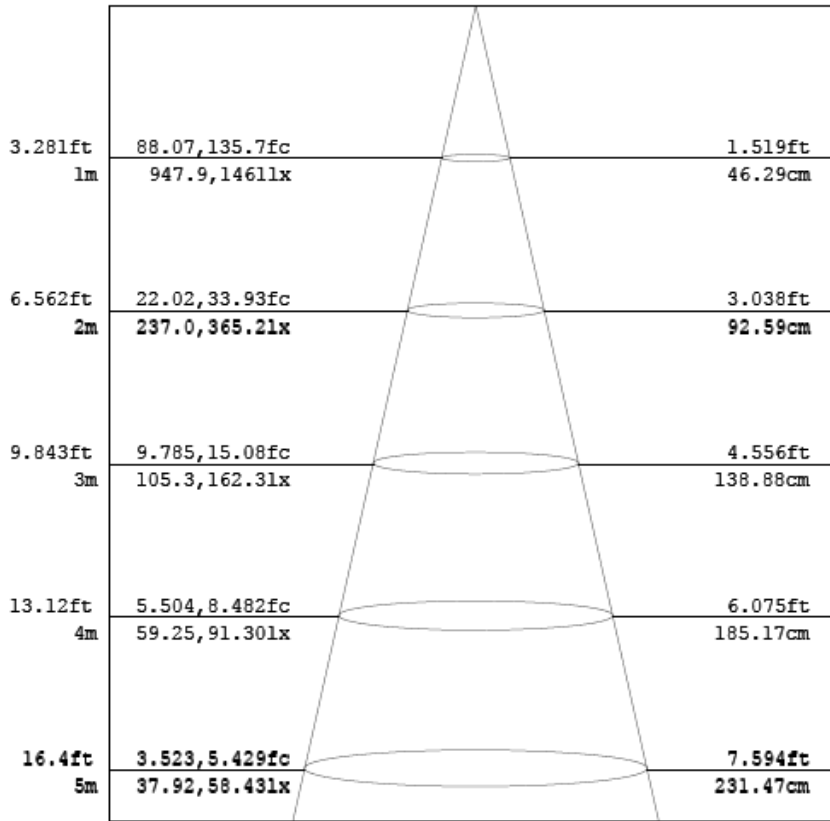 3.281ft 88.07,135.7fc 1.519ft
1m 947.9,1461lx 46.29cm
6.562ft 22.02,33.93fc 3.038ft
2m 237.0,365.2lx 92.59cm
9.843ft 9.785,15.08fc 4.556ft
3m 105.3,162.3lx 138.88cm
13.12ft 5.504,8.482fc 6.075ft
4m 59.25,91.30lx 185.17cm
16.4ft 3.523,5.429fc 7.594ft
5m 37.92,58.43lx 231.47cm